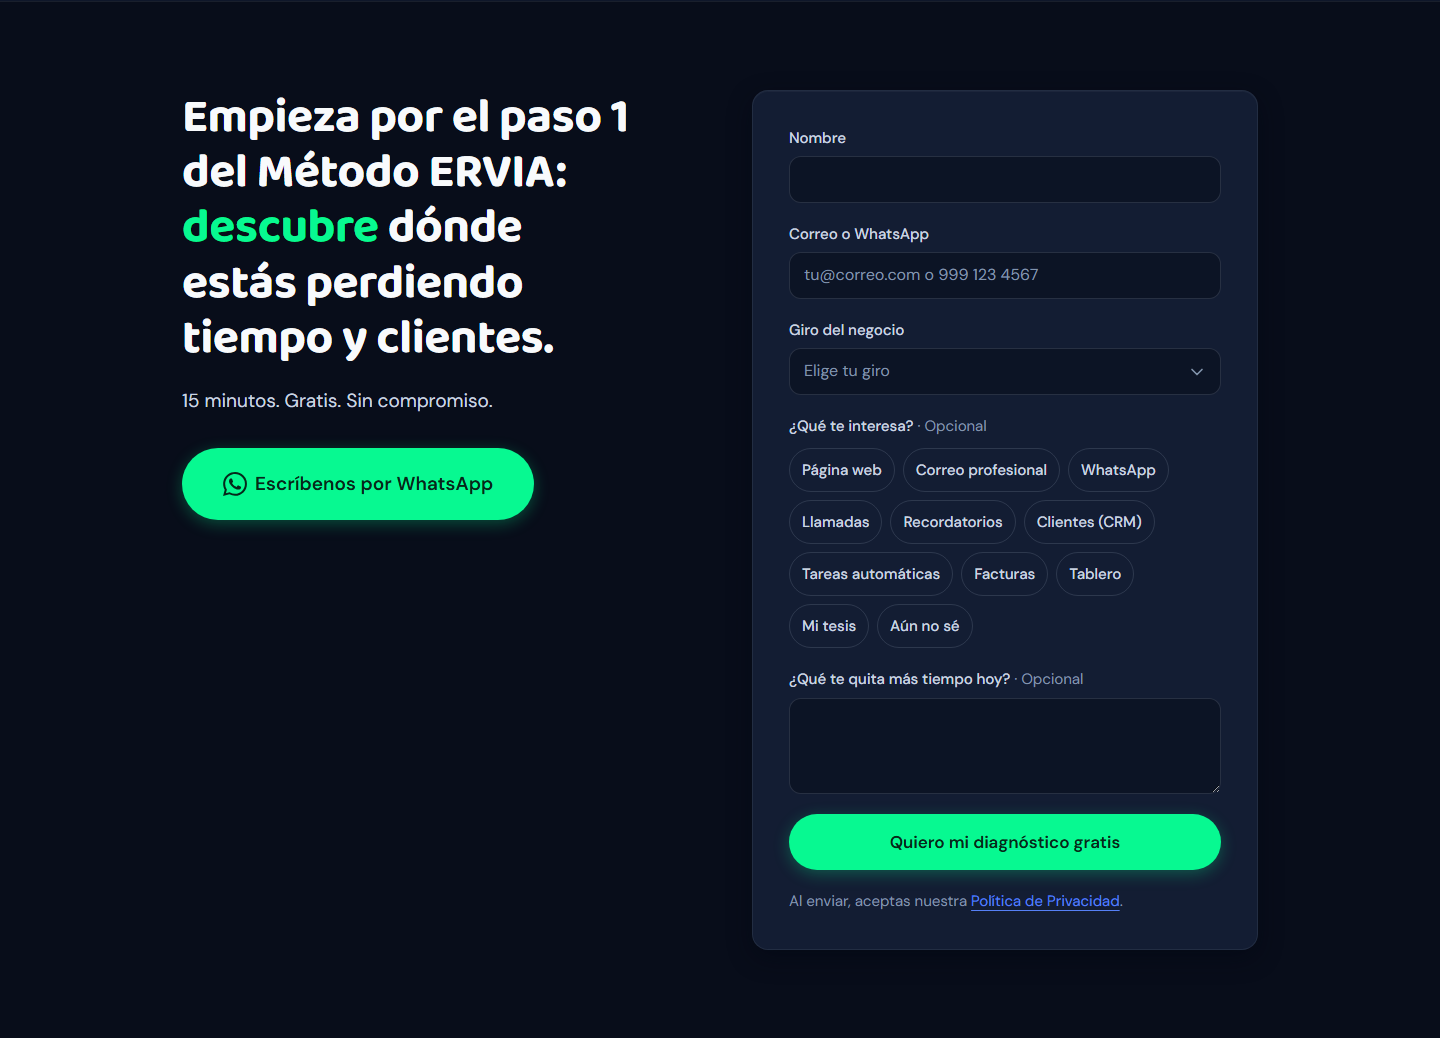 Empieza por el paso 1
del Método ERVIA:
descubre dónde
estás perdiendo
tiempo y clientes.
15 minutos. Gratis. Sin compromiso.
Escríbenos por WhatsApp
Nombre
Correo o WhatsApp
tu@correo.com o 999 123 4567
Giro del negocio
Elige tu giro
¿Qué te interesa? · Opcional
Página web Correo profesional WhatsApp
Llamadas Recordatorios Clientes (CRM)
Tareas automáticas Facturas Tablero
Mi tesis Aún no sé
¿Qué te quita más tiempo hoy? · Opcional
Quiero mi diagnóstico gratis
Al enviar, aceptas nuestra Política de Privacidad.